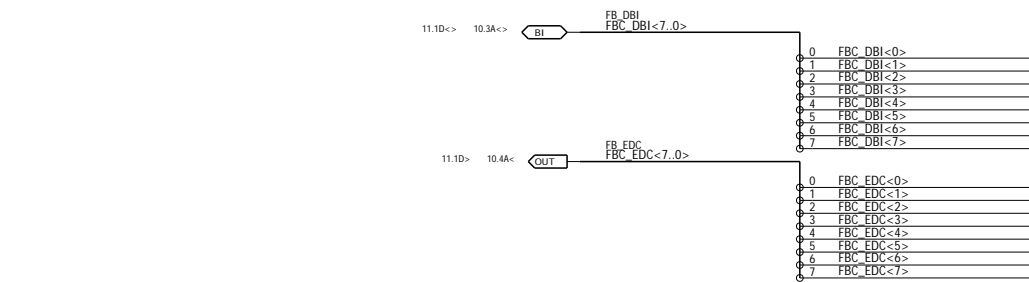 FB_DBI
11.1D<> 10.3A<> BI FBC_DBI<7..0>
0 FBC_DBI<0>
1 FBC_DBI<1>
2 FBC_DBI<2>
3 FBC_DBI<3>
4 FBC_DBI<4>
5 FBC_DBI<5>
6 FBC_DBI<6>
7 FBC_DBI<7>
FB_EDC
11.1D> 10.4A< OUT FBC_EDC<7..0>
0 FBC_EDC<0>
1 FBC_EDC<1>
2 FBC_EDC<2>
3 FBC_EDC<3>
4 FBC_EDC<4>
5 FBC_EDC<5>
6 FBC_EDC<6>
7 FBC_EDC<7>